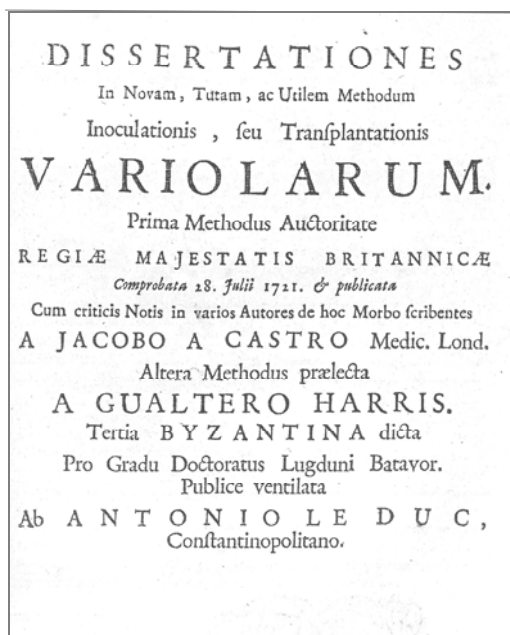 DISSERTATIONES
In Novam, Tutam, ac Utilem Methodum
Inoculationis, ſeu Tranſplantationis
VARIOLARUM.
Prima Methodus Auctoritate
REGIÆ MAJESTATIS BRITANNICÆ
Comprobata 28. Julii 1721. & publicata
Cum criticis Notis in varios Autores de hoc Morbo ſcribentes
A JACOBO A CASTRO Medic. Lond.
Altera Methodus prælecta
A GUALTERO HARRIS.
Tertia BYZANTINA dicta
Pro Gradu Doctoratus Lugduni Batavor.
Publice ventilata
Ab ANTONIO LE DUC,
Conſtantinopolitano.